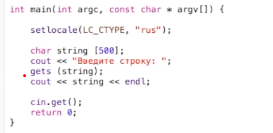 int main(int argc, const char * argv[]) {
setlocale(LC_CTYPE, "rus");
char string [500];
cout << "Введите строку: ";
gets (string);
cout << string << endl;
cin.get();
return 0;
}